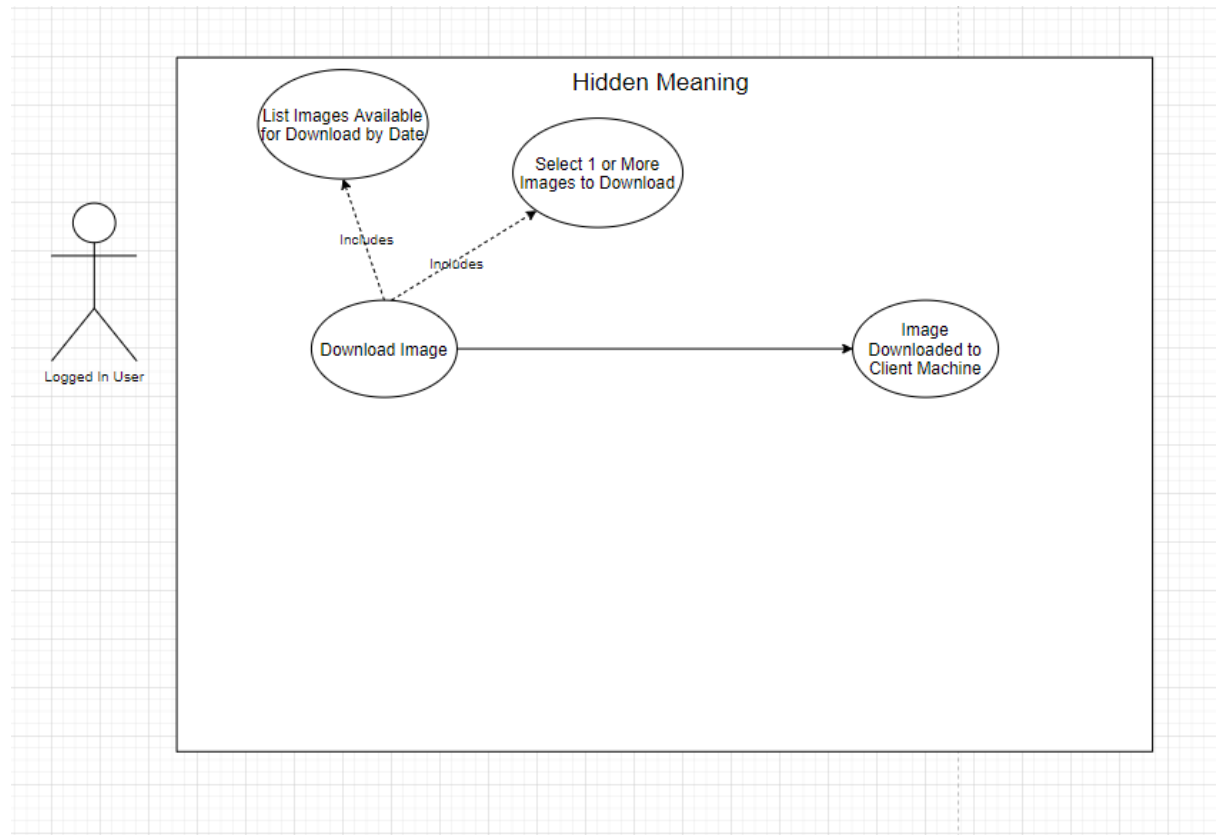 Hidden Meaning
List Images Available
for Download by Date
Select 1 or More
Images to Download
Includes
Includes
Download Image
Image
Downloaded to
Client Machine
Logged In User